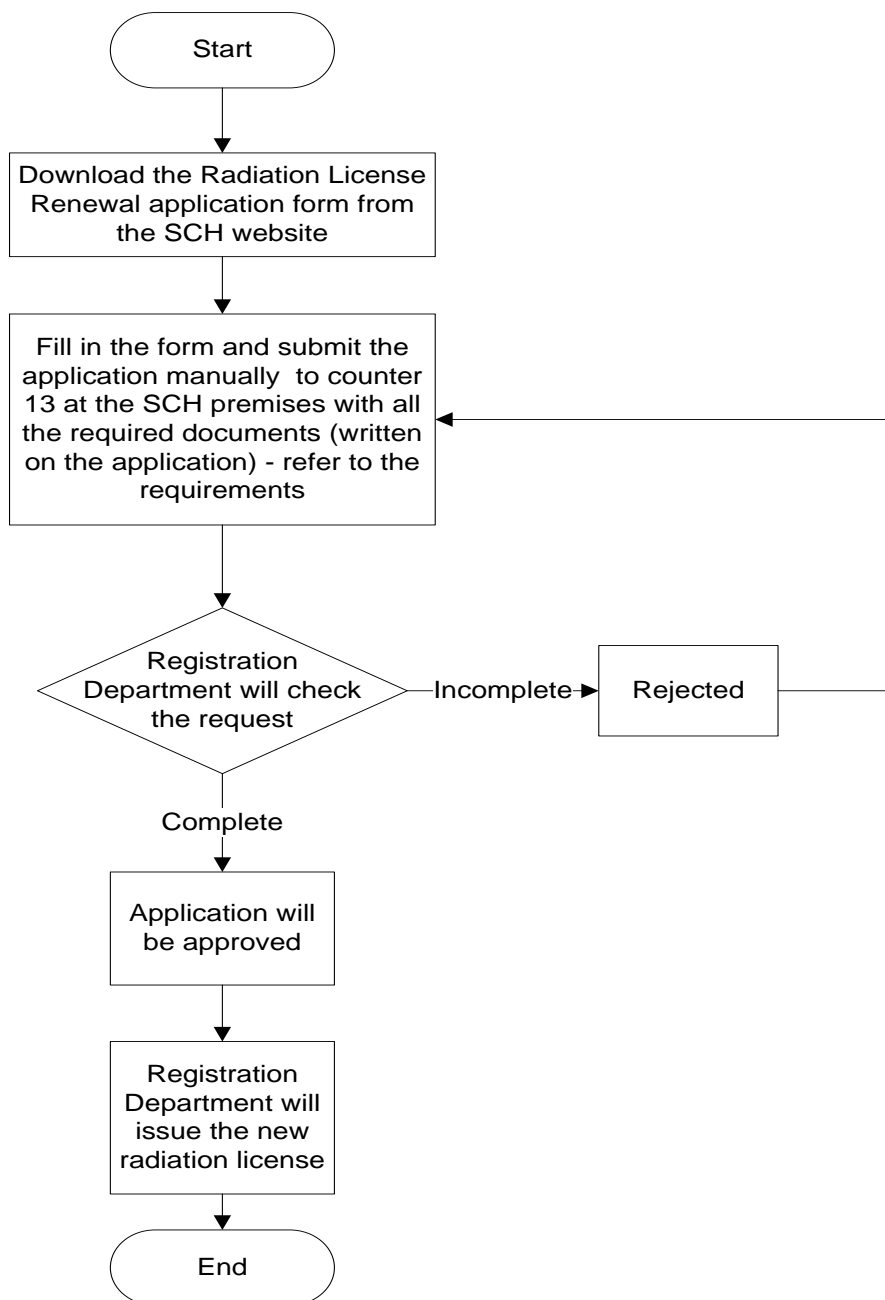 Start
Download the Radiation License
Renewal application form from
the SCH website
Fill in the form and submit the
application manually  to counter
13 at the SCH premises with all
the required documents (written
on the application) - refer to the
requirements
Registration
Department will check
the request
Incomplete
Rejected
Complete
Application will
be approved
Registration
Department will
issue the new
radiation license
End